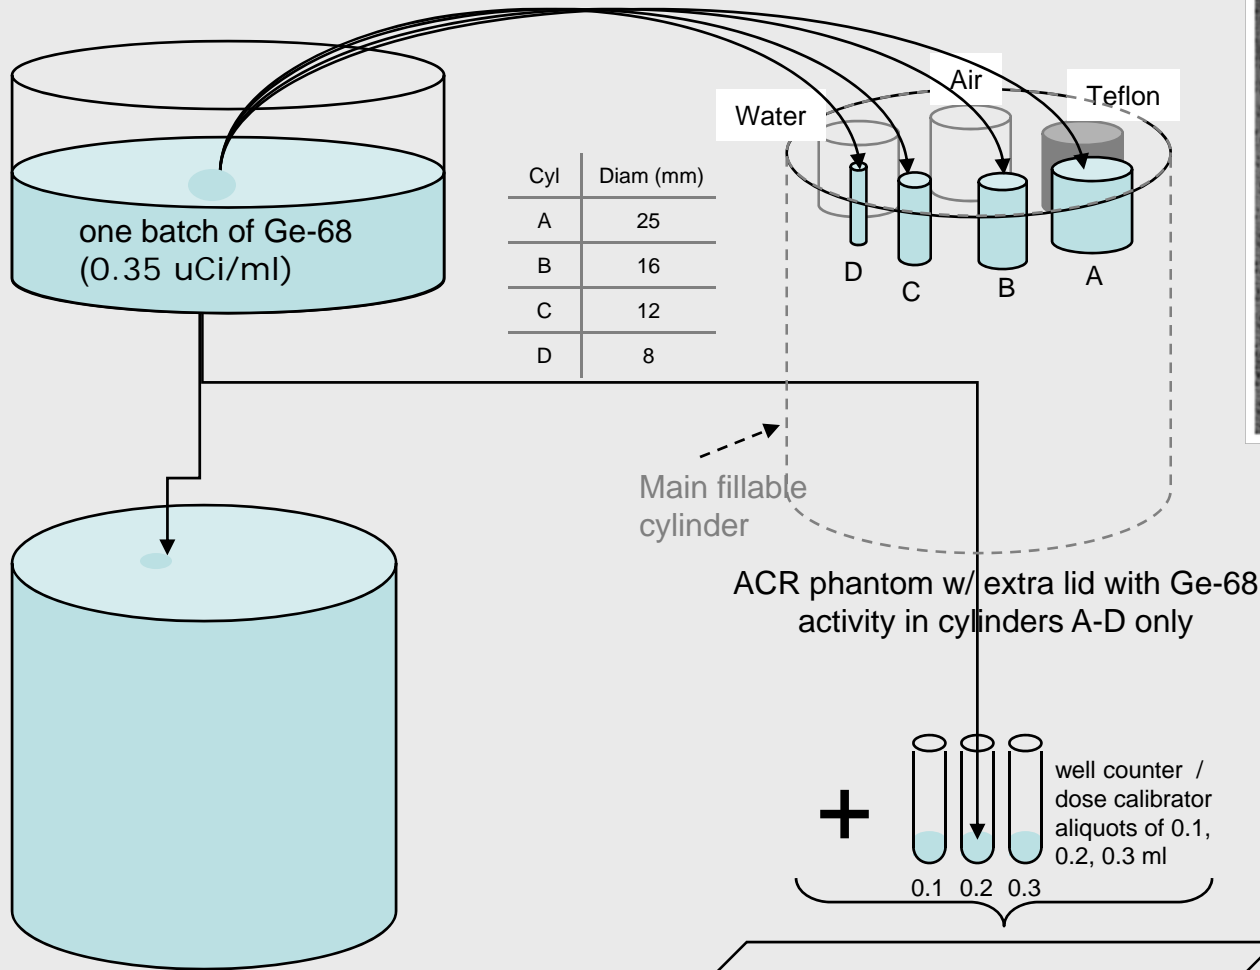 Air
Teflon
Water
one batch of Ge-68
(0.35 uCi/ml)
Cyl Diam (mm)
A 25
B 16
C 12
D 8
D
C
B
A
Main fillable
cylinder
ACR phantom w/ extra lid with Ge-68
activity in cylinders A-D only
+
well counter /
dose calibrator
aliquots of 0.1,
0.2, 0.3 ml
0.1 0.2 0.3